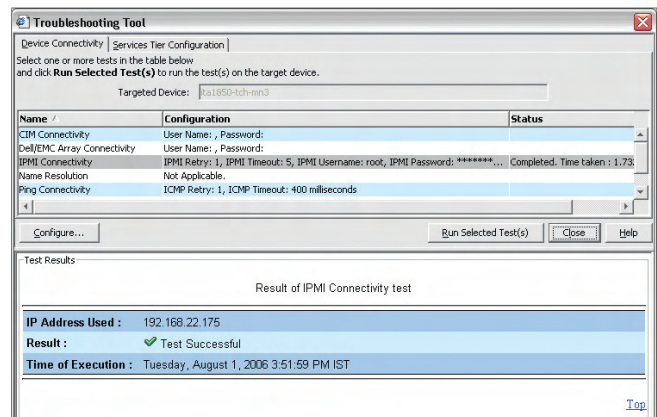 Troubleshooting Tool
Device Connectivity Services Tier Configuration
Select one or more tests in the table below
and click Run Selected Test(s) to run the test(s) on the target device.
Targeted Device: ita1850-tch-mn3
Name Configuration Status
CIM Connectivity User Name: , Password:
Dell/EMC Array Connectivity User Name: , Password:
IPMI Connectivity IPMI Retry: 1, IPMI Timeout: 5, IPMI Username: root, IPMI Password: *******... Completed. Time taken : 1.73
Name Resolution Not Applicable.
Ping Connectivity ICMP Retry: 1, ICMP Timeout: 400 milliseconds
Configure... Run Selected Test(s) Close Help
Test Results
Result of IPMI Connectivity test
IP Address Used : 192.168.22.175
Result : Test Successful
Time of Execution : Tuesday, August 1, 2006 3:51:59 PM IST
Top